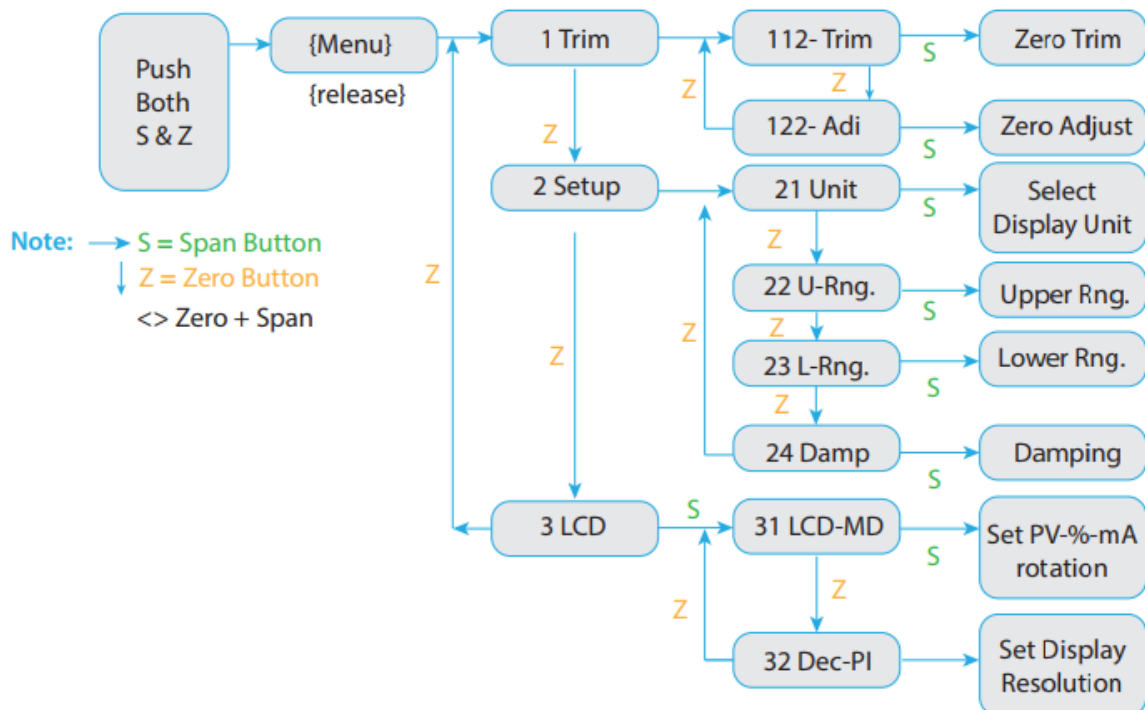 Push
Both
S & Z
{Menu}
{release}
1 Trim
112- Trim
S
Zero Trim
Z
Z
Z
122- Adi
S
Zero Adjust
2 Setup
21 Unit
S
Select
Display Unit
Note:
S = Span Button
Z = Zero Button
<> Zero + Span
Z
Z
Z
Z
22 U-Rng.
S
Upper Rng.
Z
23 L-Rng.
S
Lower Rng.
Z
24 Damp
S
Damping
3 LCD
S
31 LCD-MD
S
Set PV-%-mA
rotation
Z
Z
32 Dec-PI
Set Display
Resolution